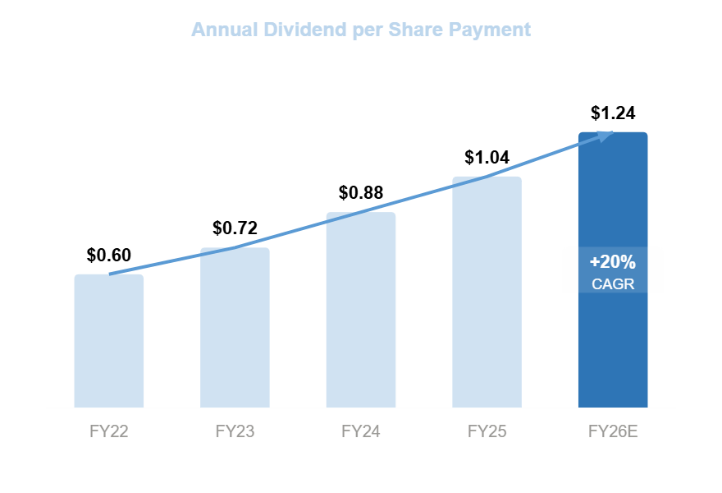 Annual Dividend per Share Payment
$0.60
$0.72
$0.88
$1.04
$1.24
+20%
CAGR
FY22
FY23
FY24
FY25
FY26E